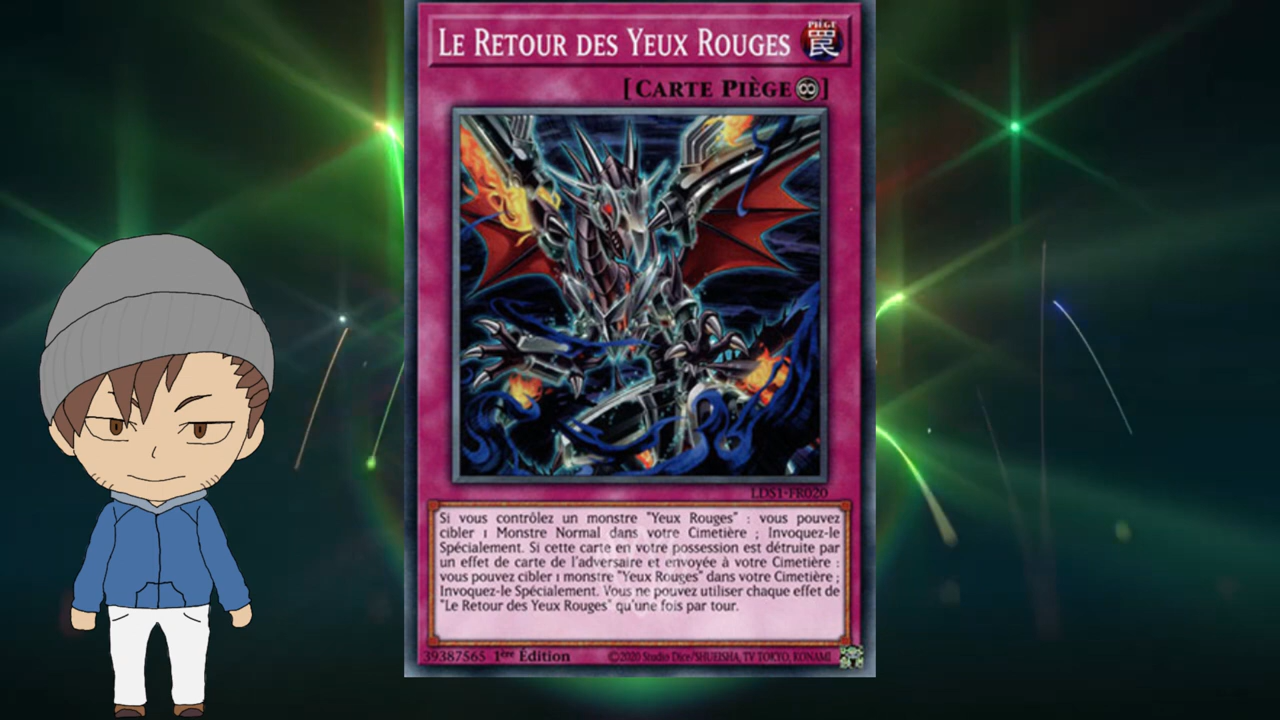 PIÈGE
罠
LE RETOUR DES YEUX ROUGES
[CARTE PIÈGE∞]
LDS1-FR020
Si vous contrôlez un monstre "Yeux Rouges" : vous pouvez
cibler 1 Monstre Normal dans votre Cimetière ; Invoquez-le
Spécialement. Si cette carte en votre possession est détruite par
un effet de carte de l'adversaire et envoyée à votre Cimetière :
vous pouvez cibler 1 monstre "Yeux Rouges" dans votre Cimetière ;
Invoquez-le Spécialement. Vous ne pouvez utiliser chaque effet de
"Le Retour des Yeux Rouges" qu'une fois par tour.
39387565 1ère Édition ©2020 Studio Dice/SHUEISHA, TV TOKYO, KONAMI